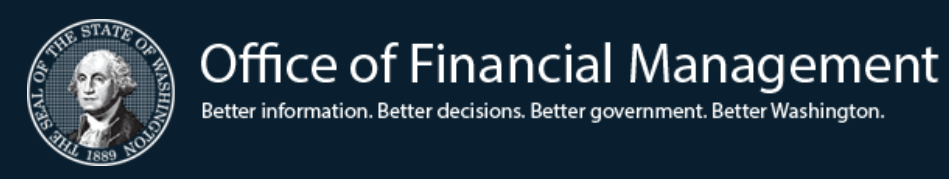 THE SEAL OF THE STATE OF WASHINGTON
1889
Office of Financial Management
Better information. Better decisions. Better government. Better Washington.